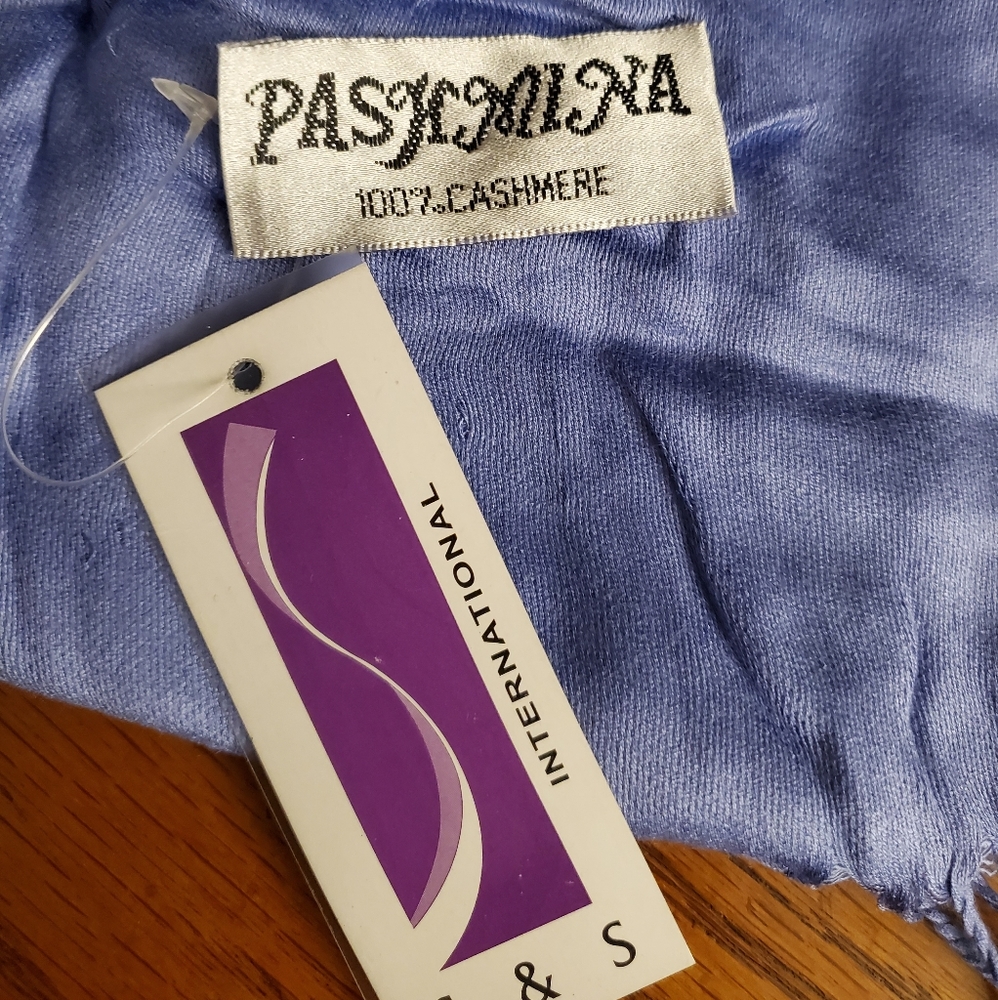 PASHMINA
100% CASHMERE
INTERNATIONAL
& S